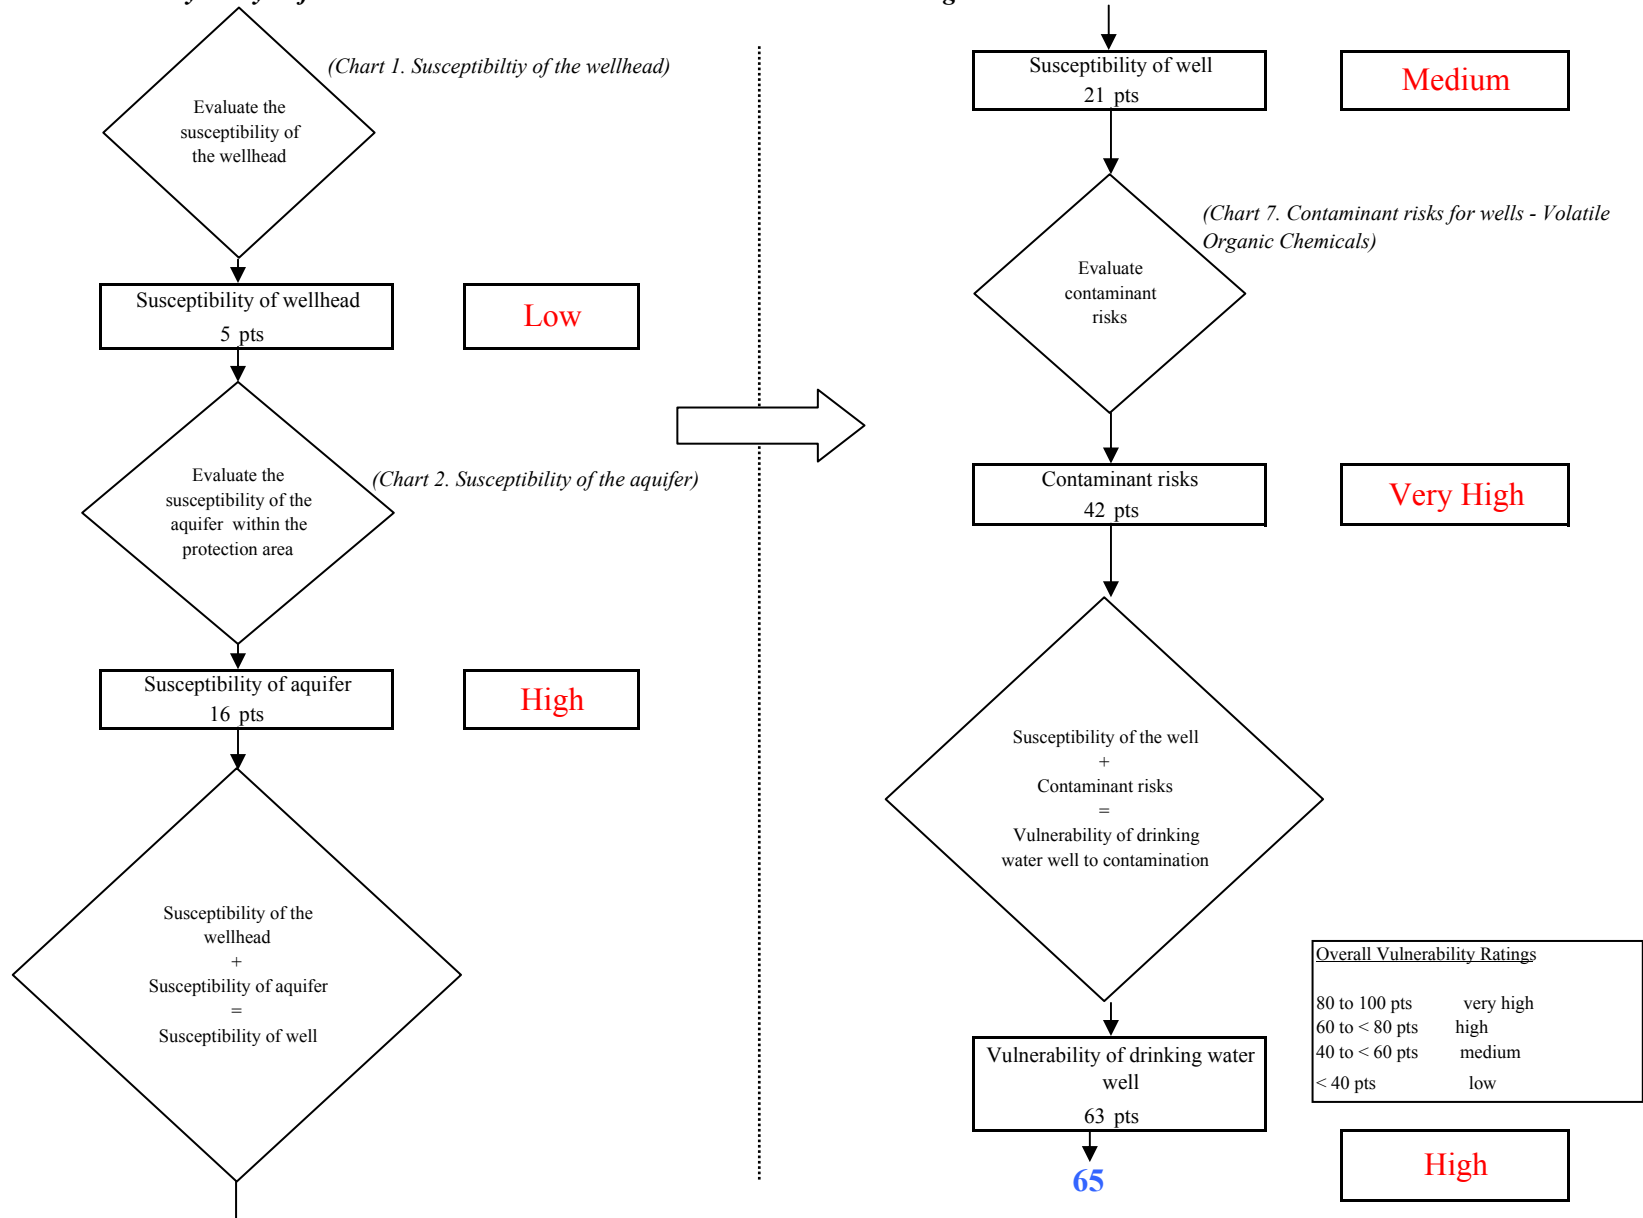 (Chart 1. Susceptibiltiy of the wellhead)
Evaluate the
susceptibility of
the wellhead
Susceptibility of wellhead
5 pts
Low
Evaluate the
susceptibility of the
aquifer within the
protection area
(Chart 2. Susceptibility of the aquifer)
Susceptibility of aquifer
16 pts
High
Susceptibility of the
wellhead
+
Susceptibility of aquifer
=
Susceptibility of well
Susceptibility of well
21 pts
Medium
(Chart 7. Contaminant risks for wells - Volatile
Organic Chemicals)
Evaluate
contaminant
risks
Contaminant risks
42 pts
Very High
Susceptibility of the well
+
Contaminant risks
=
Vulnerability of drinking
water well to contamination
Overall Vulnerability Ratings
80 to 100 pts very high
60 to < 80 pts high
40 to < 60 pts medium
< 40 pts low
Vulnerability of drinking water
well
63 pts
65
High